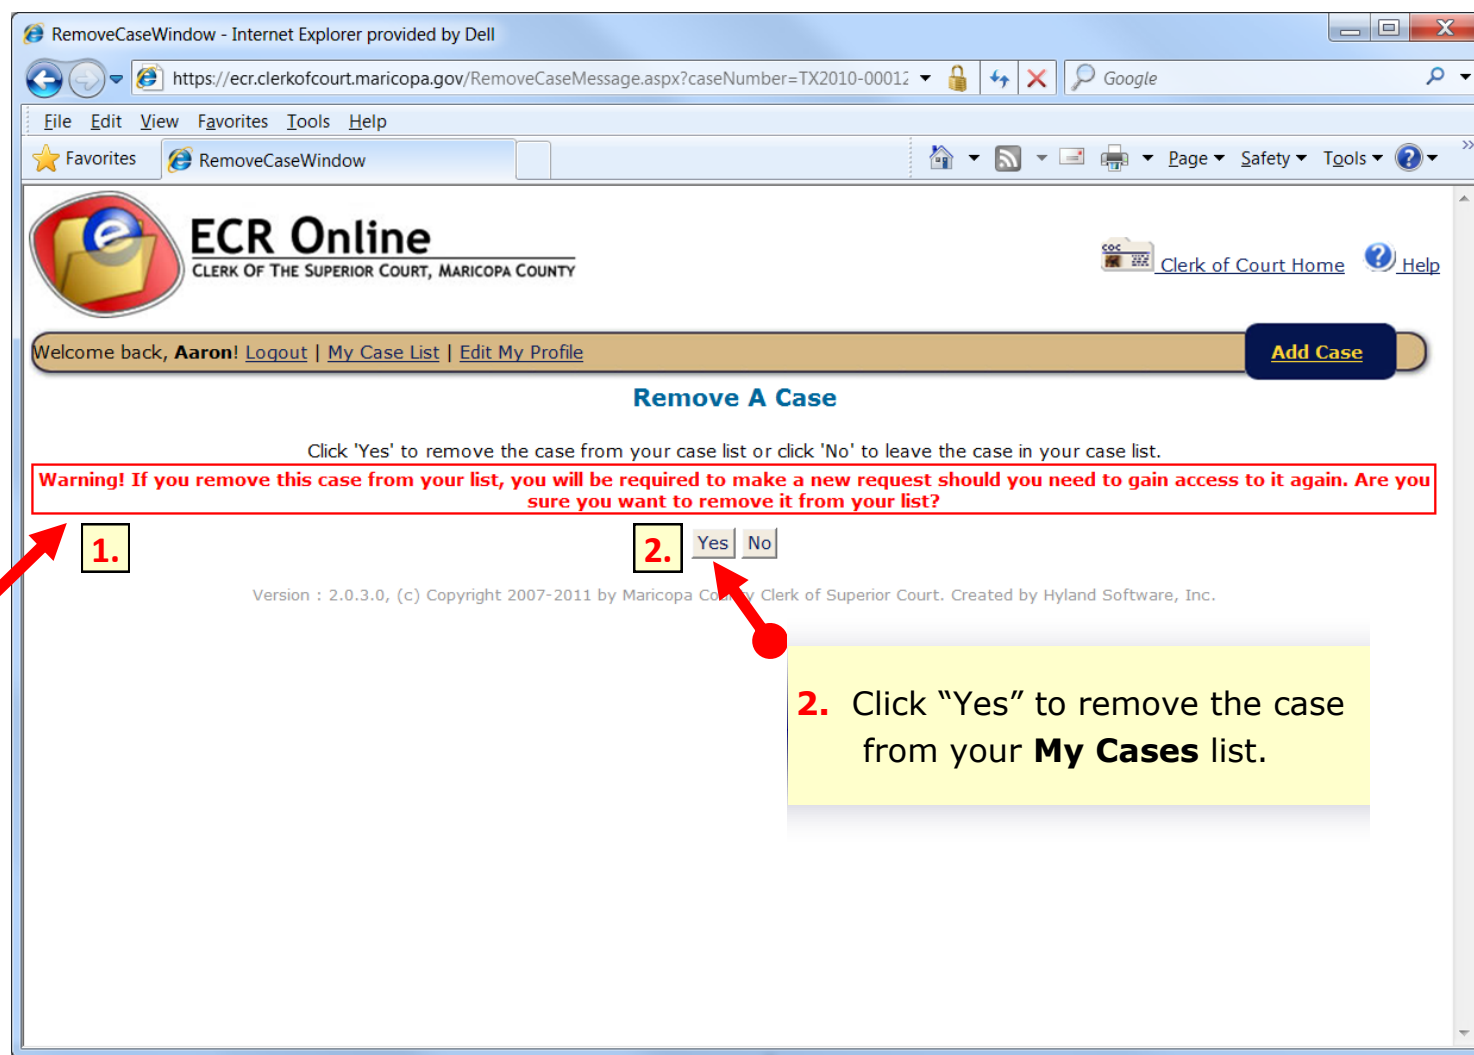 RemoveCaseWindow - Internet Explorer provided by Dell
https://ecr.clerkofcourt.maricopa.gov/RemoveCaseMessage.aspx?caseNumber=TX2010-00012
Google
File Edit View Favorites Tools Help
Favorites RemoveCaseWindow Page Safety Tools
ECR Online
CLERK OF THE SUPERIOR COURT, MARICOPA COUNTY
COC Clerk of Court Home Help
Welcome back, Aaron! Logout | My Case List | Edit My Profile Add Case
Remove A Case
Click 'Yes' to remove the case from your case list or click 'No' to leave the case in your case list.
Warning! If you remove this case from your list, you will be required to make a new request should you need to gain access to it again. Are you
sure you want to remove it from your list?
1. 2. Yes No
Version : 2.0.3.0, (c) Copyright 2007-2011 by Maricopa County Clerk of Superior Court. Created by Hyland Software, Inc.
2. Click “Yes” to remove the case
from your My Cases list.